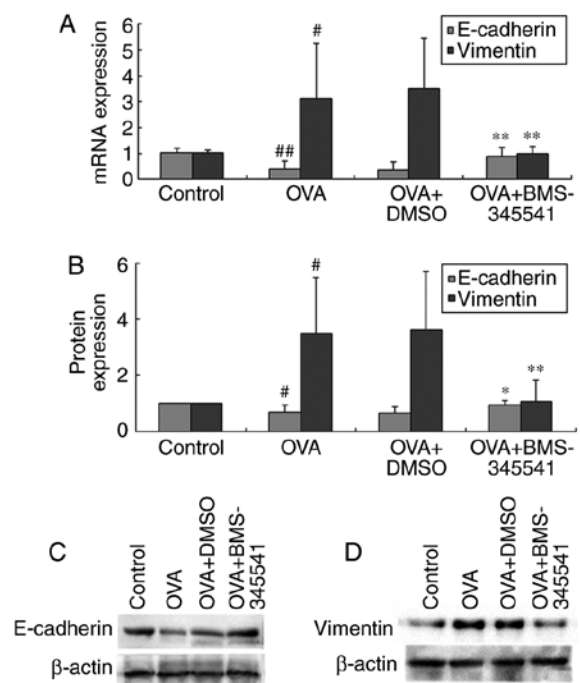 A
E-cadherin
Vimentin
mRNA expression
6
5
4
3
2
1
0
#
##
** **
Control OVA OVA+ OVA+BMS-
DMSO 345541
B
E-cadherin
Vimentin
Protein
expression
6
4
2
0
#
#
* **
Control OVA OVA+ OVA+BMS-
DMSO 345541
C
Control
OVA
OVA+DMSO
OVA+BMS-
345541
E-cadherin
β-actin
D
Control
OVA
OVA+DMSO
OVA+BMS-
345541
Vimentin
β-actin